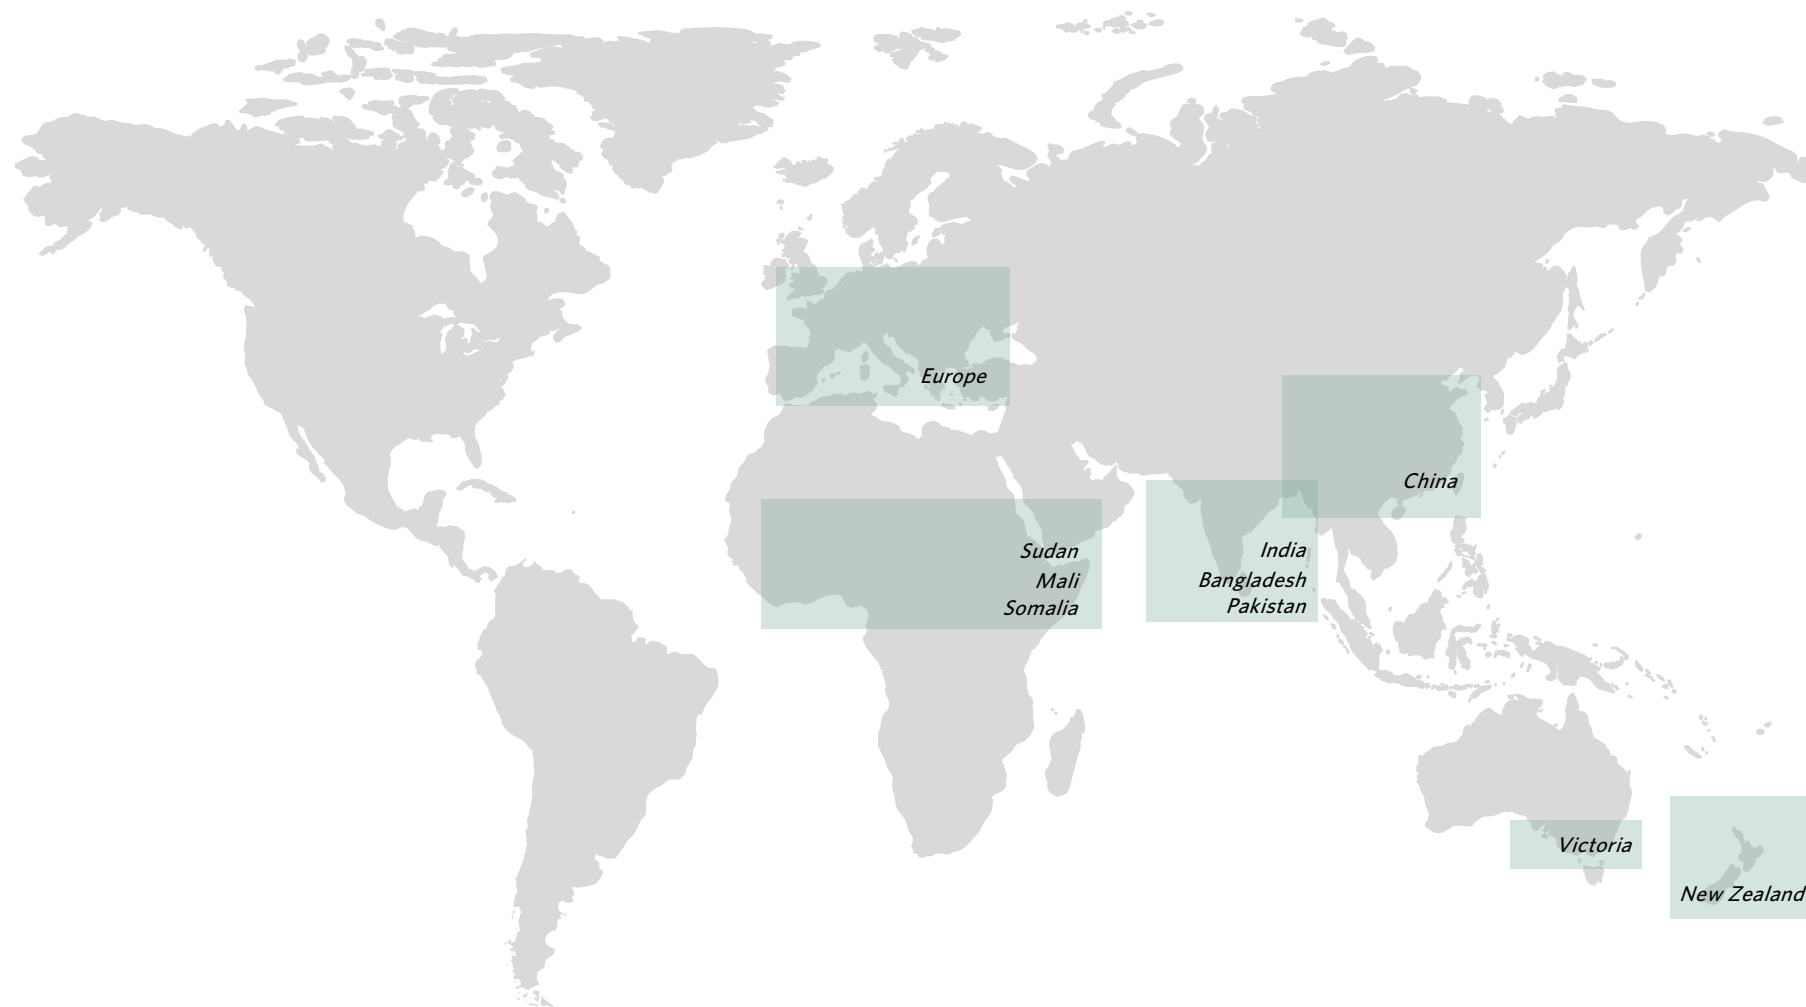 Europe
China
Sudan
Mali
Somalia
India
Bangladesh
Pakistan
Victoria
New Zealand